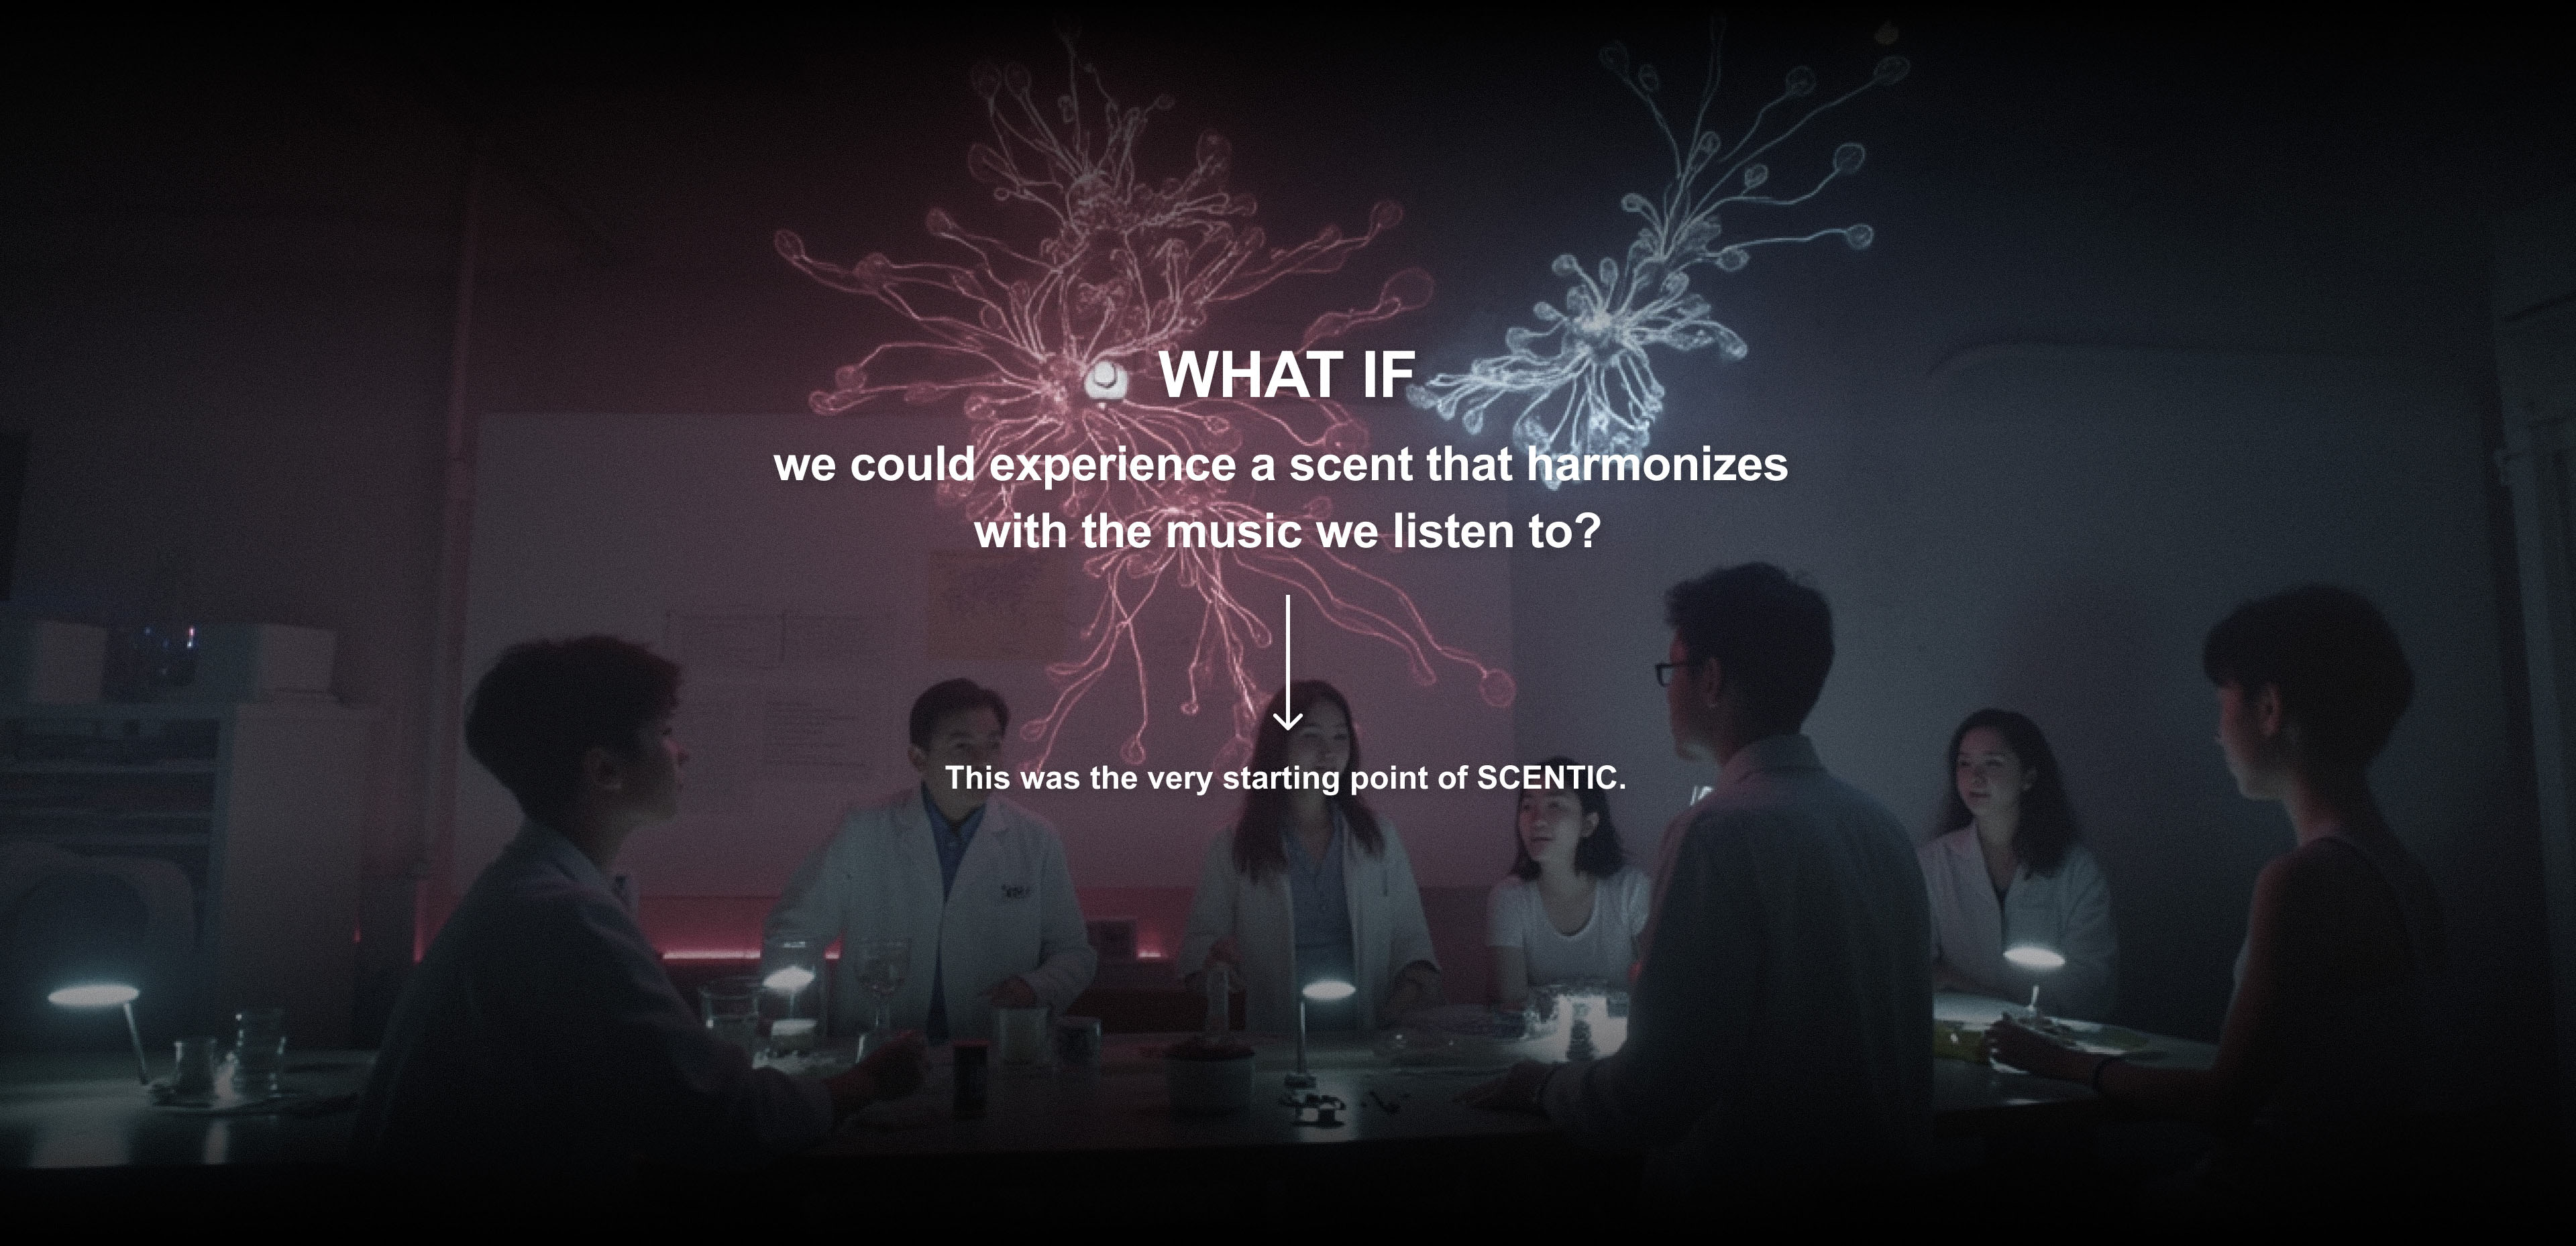 WHAT IF
we could experience a scent that harmonizes
with the music we listen to?
This was the very starting point of SCENTIC.